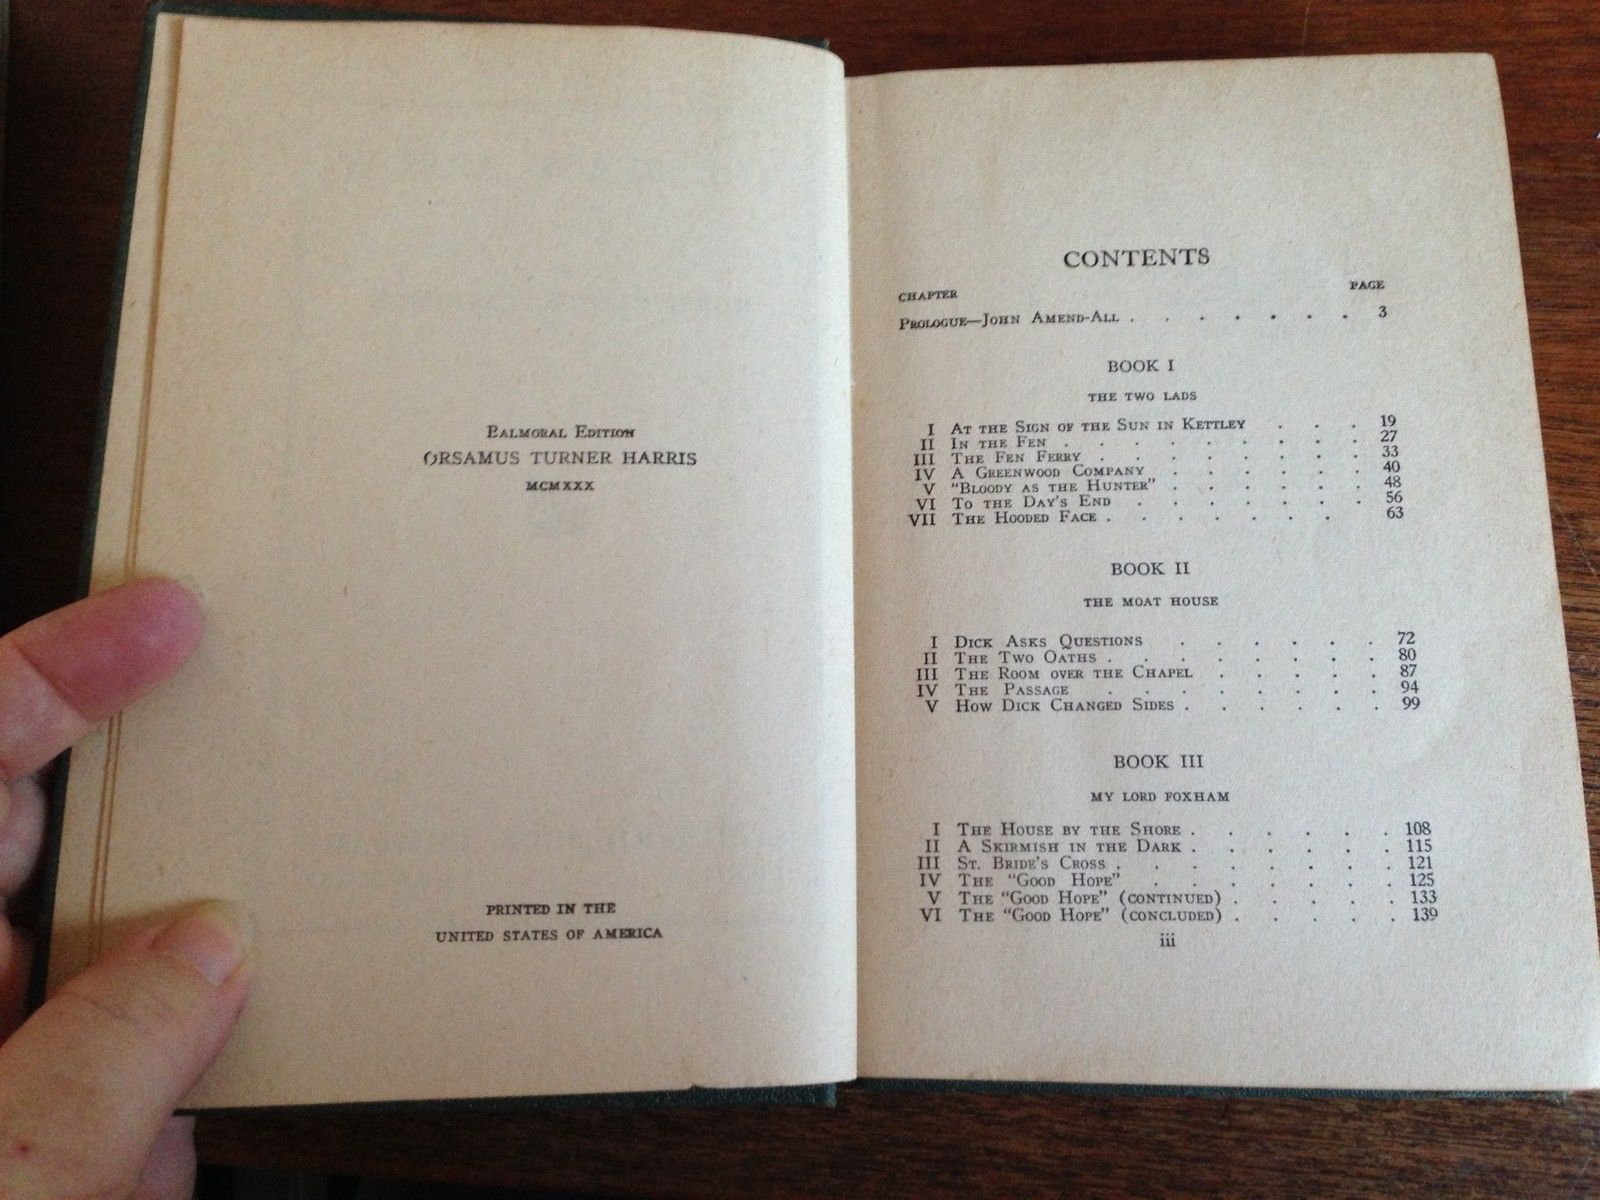 BALMORAL EDITION
ORSAMUS TURNER HARRIS
MCMXXX
PRINTED IN THE
UNITED STATES OF AMERICA
CONTENTS
CHAPTER PAGE
PROLOGUE—JOHN AMEND-ALL . . . . . . . 3
BOOK I
THE TWO LADS
I AT THE SIGN OF THE SUN IN KETTLEY . . . 19
II IN THE FEN . . . . . . . . . 27
III THE FEN FERRY . . . . . . . . 33
IV A GREENWOOD COMPANY . . . . . . 40
V "BLOODY AS THE HUNTER" . . . . . . 48
VI TO THE DAY'S END . . . . . . . 56
VII THE HOODED FACE . . . . . . . 63
BOOK II
THE MOAT HOUSE
I DICK ASKS QUESTIONS . . . . . . 72
II THE TWO OATHS . . . . . . . . 80
III THE ROOM OVER THE CHAPEL . . . . . 87
IV THE PASSAGE . . . . . . . . 94
V HOW DICK CHANGED SIDES . . . . . . 99
BOOK III
MY LORD FOXHAM
I THE HOUSE BY THE SHORE . . . . . . 108
II A SKIRMISH IN THE DARK . . . . . . 115
III ST. BRIDE'S CROSS . . . . . . . . 121
IV THE "GOOD HOPE" . . . . . . . 125
V THE "GOOD HOPE" (CONTINUED) . . . . . 133
VI THE "GOOD HOPE" (CONCLUDED) . . . . . 139
iii